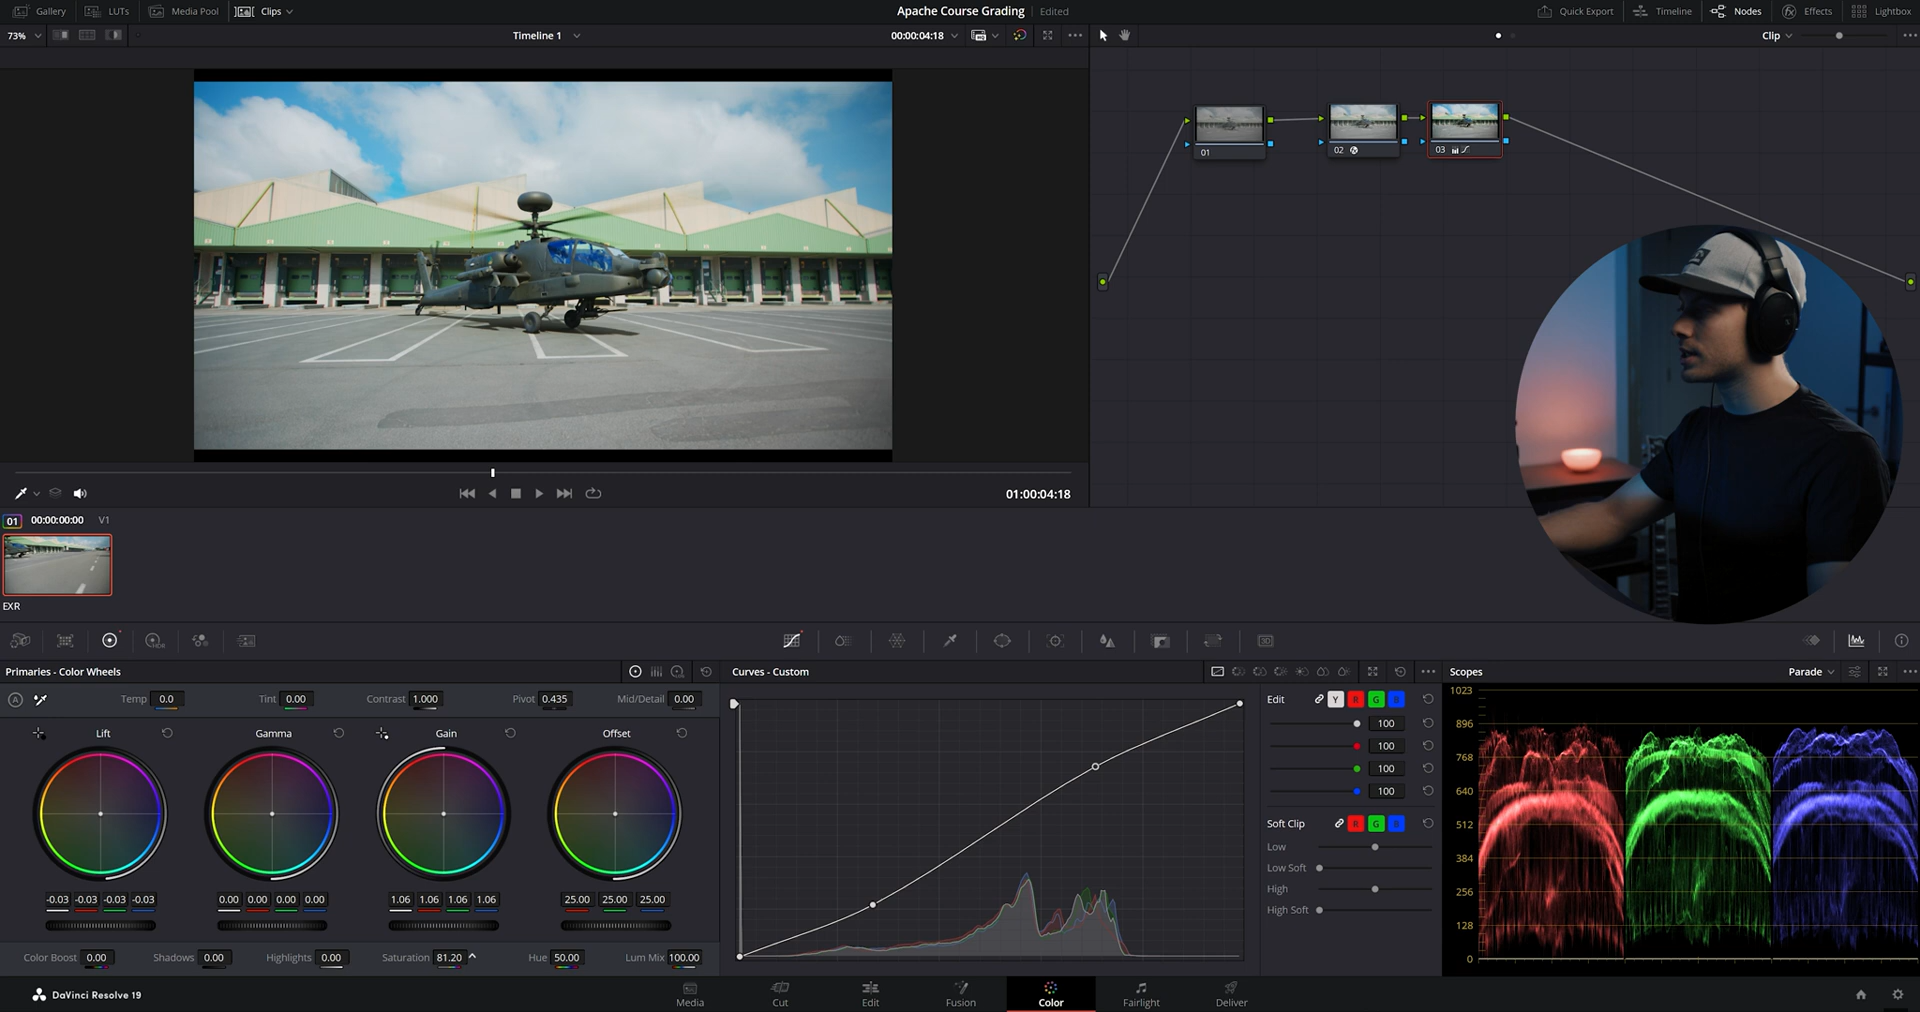 Gallery LUTs Media Pool Clips Apache Course Grading Edited Quick Export Timeline Nodes Effects Lightbox
73% Timeline 1 00:00:04:18 Clip
01 02 03
01:00:04:18
01 00:00:00:00 V1
EXR
Primaries - Color Wheels
Temp 0.0 Tint 0.00 Contrast 1.000 Pivot 0.435 Mid/Detail 0.00
Lift Gamma Gain Offset
-0.03 -0.03 -0.03 -0.03 0.00 0.00 0.00 0.00 1.06 1.06 1.06 1.06 25.00 25.00 25.00
Color Boost 0.00 Shadows 0.00 Highlights 0.00 Saturation 81.20 Hue 50.00 Lum Mix 100.00
Curves - Custom
Edit Y R G B
100
100
100
100
Soft Clip R G B
Low
Low Soft
High
High Soft
Scopes Parade
1023
896
768
640
512
384
256
128
0
DaVinci Resolve 19 Media Cut Edit Fusion Color Fairlight Deliver